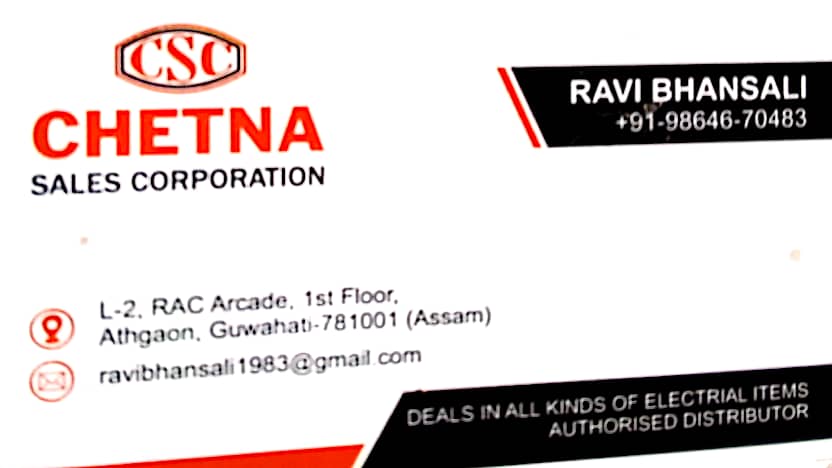 CSC
CHETNA
SALES CORPORATION
RAVI BHANSALI
+91-98646-70483
L-2, RAC Arcade, 1st Floor,
Athgaon, Guwahati-781001 (Assam)
ravibhansali1983@gmail.com
DEALS IN ALL KINDS OF ELECTRIAL ITEMS
AUTHORISED DISTRIBUTOR